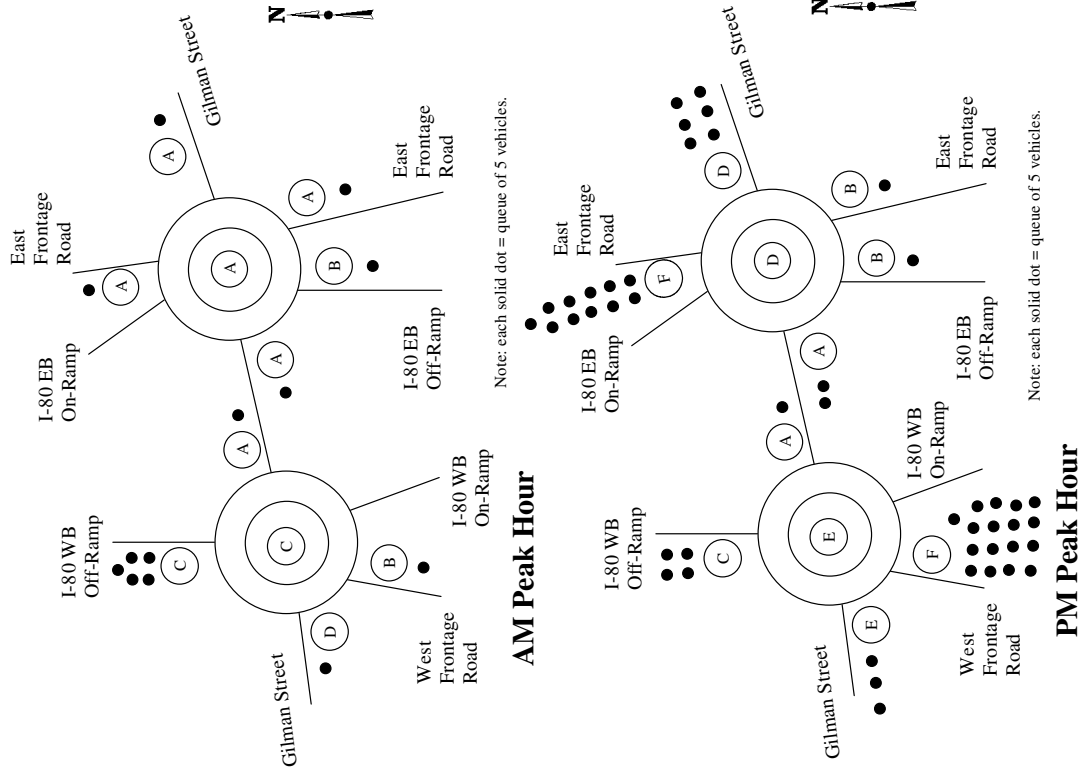 N
Gilman Street
East
Frontage
Road
I-80 EB
On-Ramp
A
A
A
A
B
East
Frontage
Road
I-80 EB
Off-Ramp
A
A
I-80 WB
Off-Ramp
C
C
B
D
I-80 WB
On-Ramp
West
Frontage
Road
Gilman Street
Note: each solid dot = queue of 5 vehicles.
AM Peak Hour
N
Gilman Street
East
Frontage
Road
I-80 EB
On-Ramp
D
F
D
B
B
East
Frontage
Road
I-80 EB
Off-Ramp
A
A
I-80 WB
Off-Ramp
C
E
F
E
I-80 WB
On-Ramp
West
Frontage
Road
Gilman Street
Note: each solid dot = queue of 5 vehicles.
PM Peak Hour